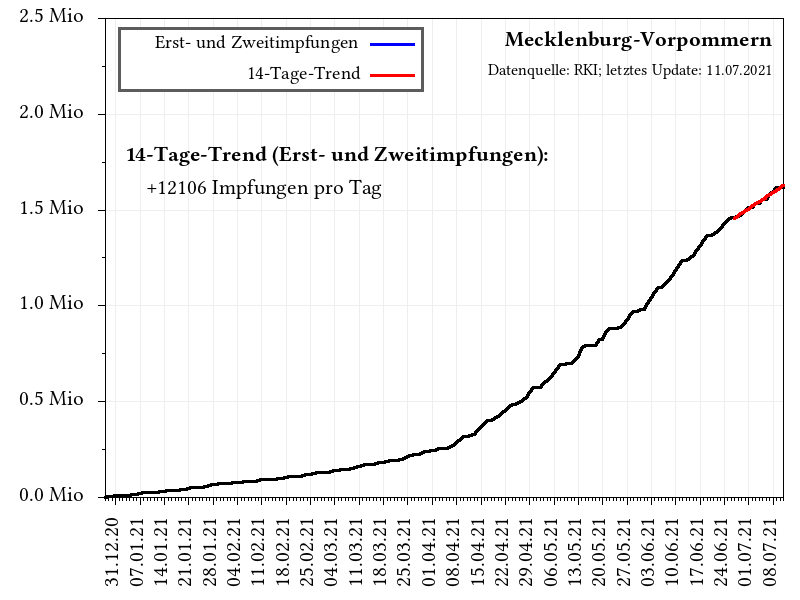 2.5 Mio
2.0 Mio
1.5 Mio
1.0 Mio
0.5 Mio
0.0 Mio
Erst- und Zweitimpfungen
14-Tage-Trend
Mecklenburg-Vorpommern
Datenquelle: RKI; letztes Update: 11.07.2021
14-Tage-Trend (Erst- und Zweitimpfungen):
+12106 Impfungen pro Tag
31.12.20
07.01.21
14.01.21
21.01.21
28.01.21
04.02.21
11.02.21
18.02.21
25.02.21
04.03.21
11.03.21
18.03.21
25.03.21
01.04.21
08.04.21
15.04.21
22.04.21
29.04.21
06.05.21
13.05.21
20.05.21
27.05.21
03.06.21
10.06.21
17.06.21
24.06.21
01.07.21
08.07.21